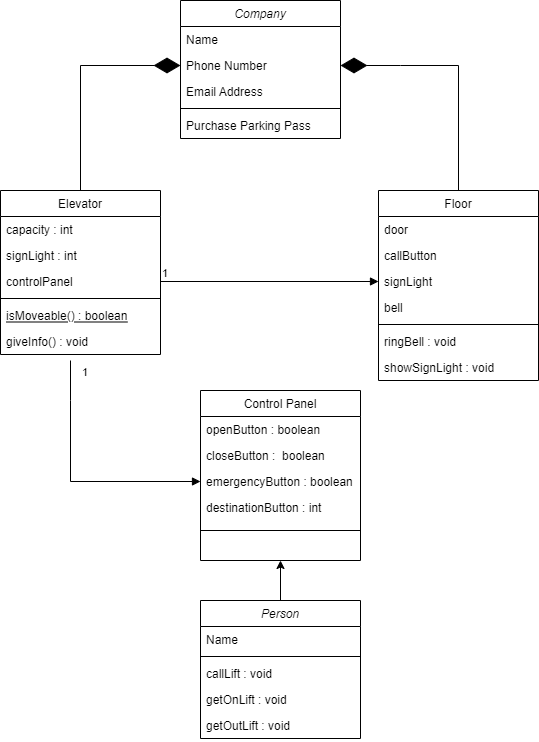 Company
Name
Phone Number
Email Address
Purchase Parking Pass
Elevator
capacity : int
signLight : int
controlPanel
isMoveable() : boolean
giveInfo() : void
1
1
Floor
door
callButton
signLight
bell
ringBell : void
showSignLight : void
Control Panel
openButton : boolean
closeButton :  boolean
emergencyButton : boolean
destinationButton : int
Person
Name
callLift : void
getOnLift : void
getOutLift : void